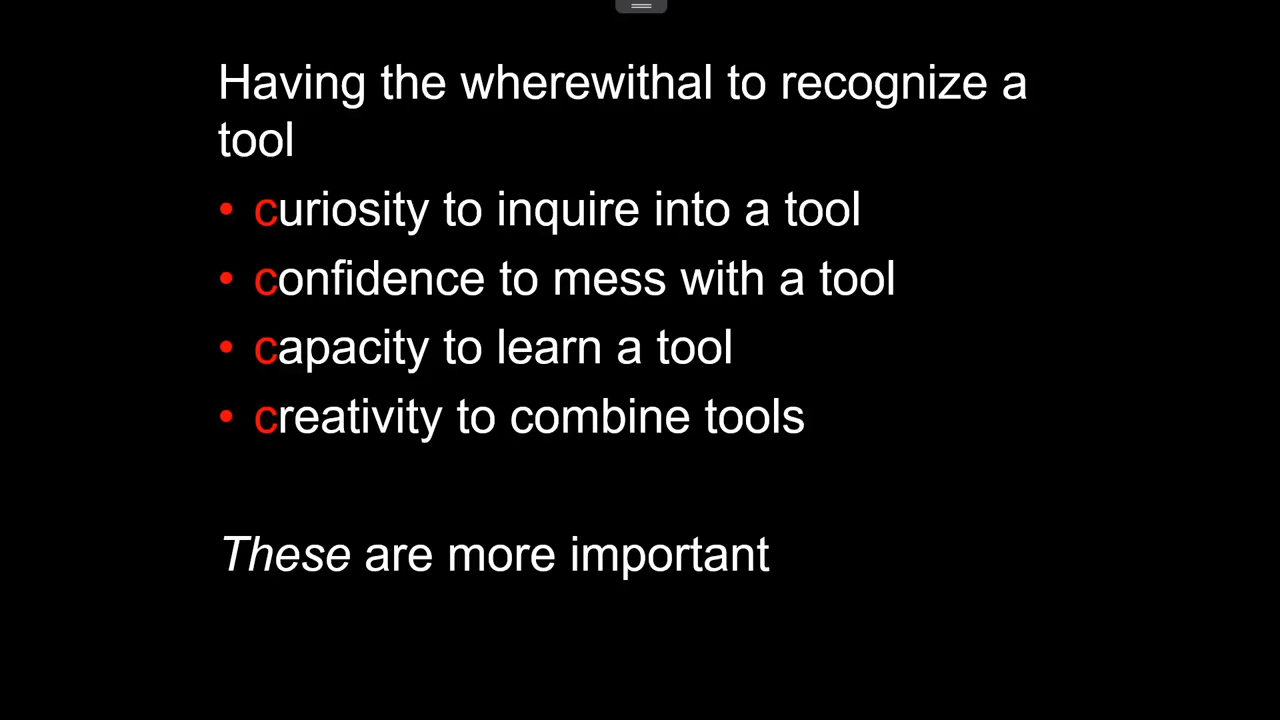 Having the wherewithal to recognize a
tool
• curiosity to inquire into a tool
• confidence to mess with a tool
• capacity to learn a tool
• creativity to combine tools
These are more important